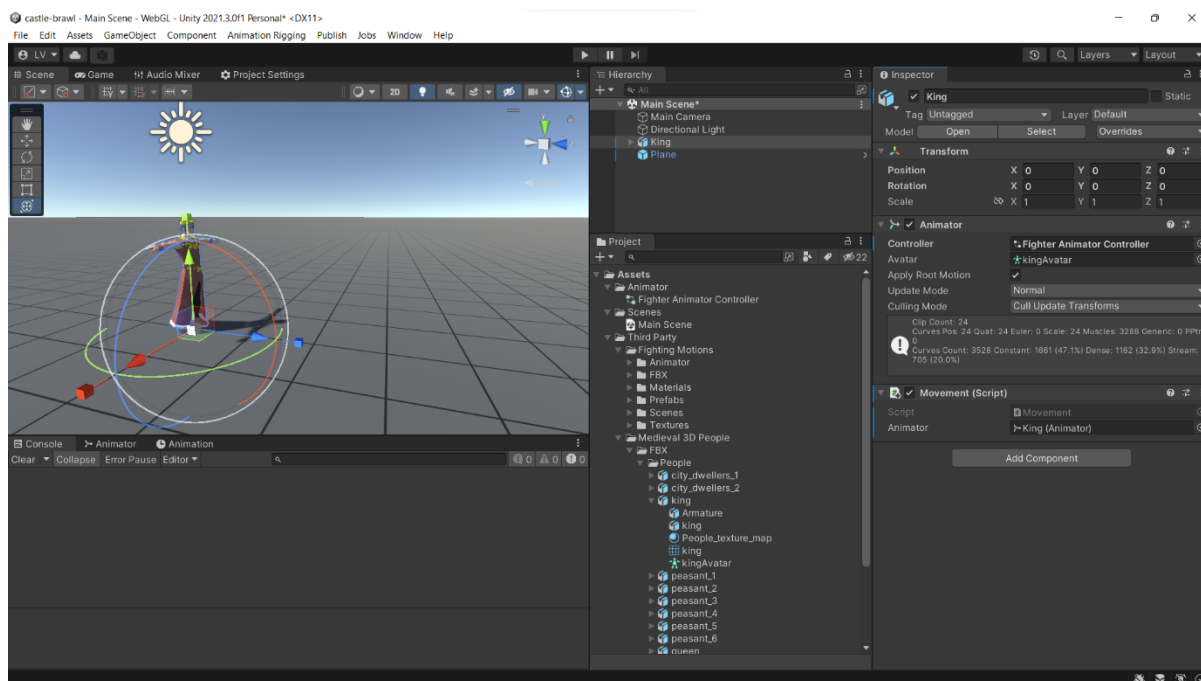 castle-brawl - Main Scene - WebGL - Unity 2021.3.0f1 Personal* <DX11>
File Edit Assets GameObject Component Animation Rigging Publish Jobs Window Help
LV
Layers Layout
Scene Game Audio Mixer Project Settings
2D
Hierarchy
All
Main Scene*
Main Camera
Directional Light
King
Plane
Project
22
Assets
Animator
Fighter Animator Controller
Scenes
Main Scene
Third Party
Fighting Motions
Animator
FBX
Materials
Prefabs
Scenes
Textures
Medieval 3D People
FBX
People
city_dwellers_1
city_dwellers_2
king
Armature
king
People_texture_map
king
kingAvatar
peasant_1
peasant_2
peasant_3
peasant_4
peasant_5
peasant_6
queen
Console Animator Animation
Clear Collapse Error Pause Editor 0 0 0
Inspector
King Static
Tag Untagged Layer Default
Model Open Select Overrides
Transform
Position X 0 Y 0 Z 0
Rotation X 0 Y 0 Z 0
Scale X 1 Y 1 Z 1
Animator
Controller Fighter Animator Controller
Avatar kingAvatar
Apply Root Motion
Update Mode Normal
Culling Mode Cull Update Transforms
Clip Count: 24
Curves Pos: 24 Quat: 24 Euler: 0 Scale: 24 Muscles: 3288 Generic: 0 PPtr
0
Curves Count: 3528 Constant: 1661 (47.1%) Dense: 1162 (32.9%) Stream:
705 (20.0%)
Movement (Script)
Script Movement
Animator King (Animator)
Add Component